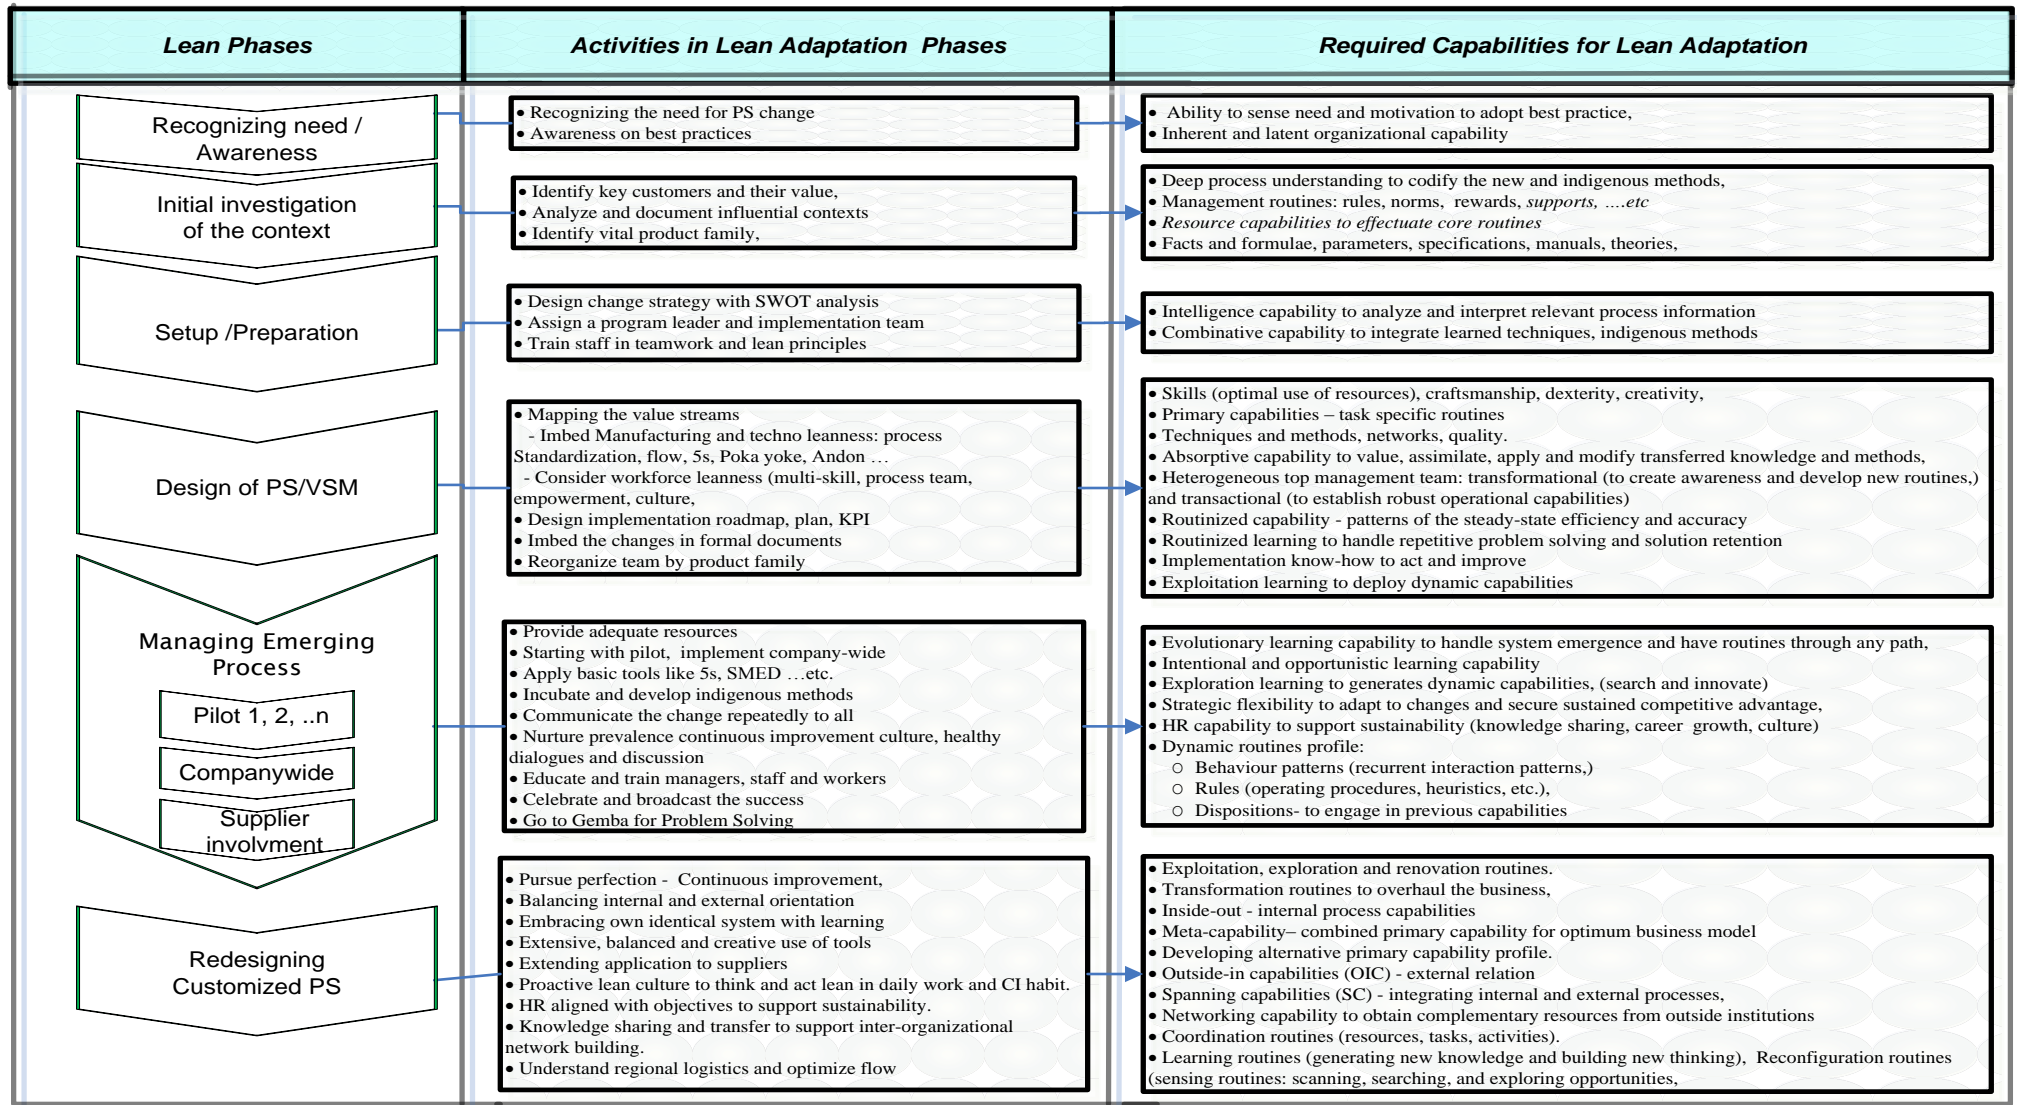 Lean Phases
Activities in Lean Adaptation Phases
Required Capabilities for Lean Adaptation
Recognizing need /
Awareness
• Recognizing the need for PS change
• Awareness on best practices
• Ability to sense need and motivation to adopt best practice,
• Inherent and latent organizational capability
Initial investigation
of the context
• Identify key customers and their value,
• Analyze and document influential contexts
• Identify vital product family,
• Deep process understanding to codify the new and indigenous methods,
• Management routines: rules, norms, rewards, supports, ….etc
• Resource capabilities to effectuate core routines
• Facts and formulae, parameters, specifications, manuals, theories,
Setup /Preparation
• Design change strategy with SWOT analysis
• Assign a program leader and implementation team
• Train staff in teamwork and lean principles
• Intelligence capability to analyze and interpret relevant process information
• Combinative capability to integrate learned techniques, indigenous methods
Design of PS/VSM
• Mapping the value streams
- Imbed Manufacturing and techno leanness: process
Standardization, flow, 5s, Poka yoke, Andon …
- Consider workforce leanness (multi-skill, process team,
empowerment, culture,
• Design implementation roadmap, plan, KPI
• Imbed the changes in formal documents
• Reorganize team by product family
• Skills (optimal use of resources), craftsmanship, dexterity, creativity,
• Primary capabilities – task specific routines
• Techniques and methods, networks, quality.
• Absorptive capability to value, assimilate, apply and modify transferred knowledge and methods,
• Heterogeneous top management team: transformational (to create awareness and develop new routines,)
and transactional (to establish robust operational capabilities)
• Routinized capability - patterns of the steady-state efficiency and accuracy
• Routinized learning to handle repetitive problem solving and solution retention
• Implementation know-how to act and improve
• Exploitation learning to deploy dynamic capabilities
Managing Emerging
Process
Pilot 1, 2, ..n
Companywide
Supplier
involvment
• Provide adequate resources
• Starting with pilot, implement company-wide
• Apply basic tools like 5s, SMED …etc.
• Incubate and develop indigenous methods
• Communicate the change repeatedly to all
• Nurture prevalence continuous improvement culture, healthy
dialogues and discussion
• Educate and train managers, staff and workers
• Celebrate and broadcast the success
• Go to Gemba for Problem Solving
• Evolutionary learning capability to handle system emergence and have routines through any path,
• Intentional and opportunistic learning capability
• Exploration learning to generates dynamic capabilities, (search and innovate)
• Strategic flexibility to adapt to changes and secure sustained competitive advantage,
• HR capability to support sustainability (knowledge sharing, career growth, culture)
• Dynamic routines profile:
○ Behaviour patterns (recurrent interaction patterns,)
○ Rules (operating procedures, heuristics, etc.),
○ Dispositions- to engage in previous capabilities
Redesigning
Customized PS
• Pursue perfection - Continuous improvement,
• Balancing internal and external orientation
• Embracing own identical system with learning
• Extensive, balanced and creative use of tools
• Extending application to suppliers
• Proactive lean culture to think and act lean in daily work and CI habit.
• HR aligned with objectives to support sustainability.
• Knowledge sharing and transfer to support inter-organizational
network building.
• Understand regional logistics and optimize flow
• Exploitation, exploration and renovation routines.
• Transformation routines to overhaul the business,
• Inside-out - internal process capabilities
• Meta-capability– combined primary capability for optimum business model
• Developing alternative primary capability profile.
• Outside-in capabilities (OIC) - external relation
• Spanning capabilities (SC) - integrating internal and external processes,
• Networking capability to obtain complementary resources from outside institutions
• Coordination routines (resources, tasks, activities).
• Learning routines (generating new knowledge and building new thinking), Reconfiguration routines
(sensing routines: scanning, searching, and exploring opportunities,